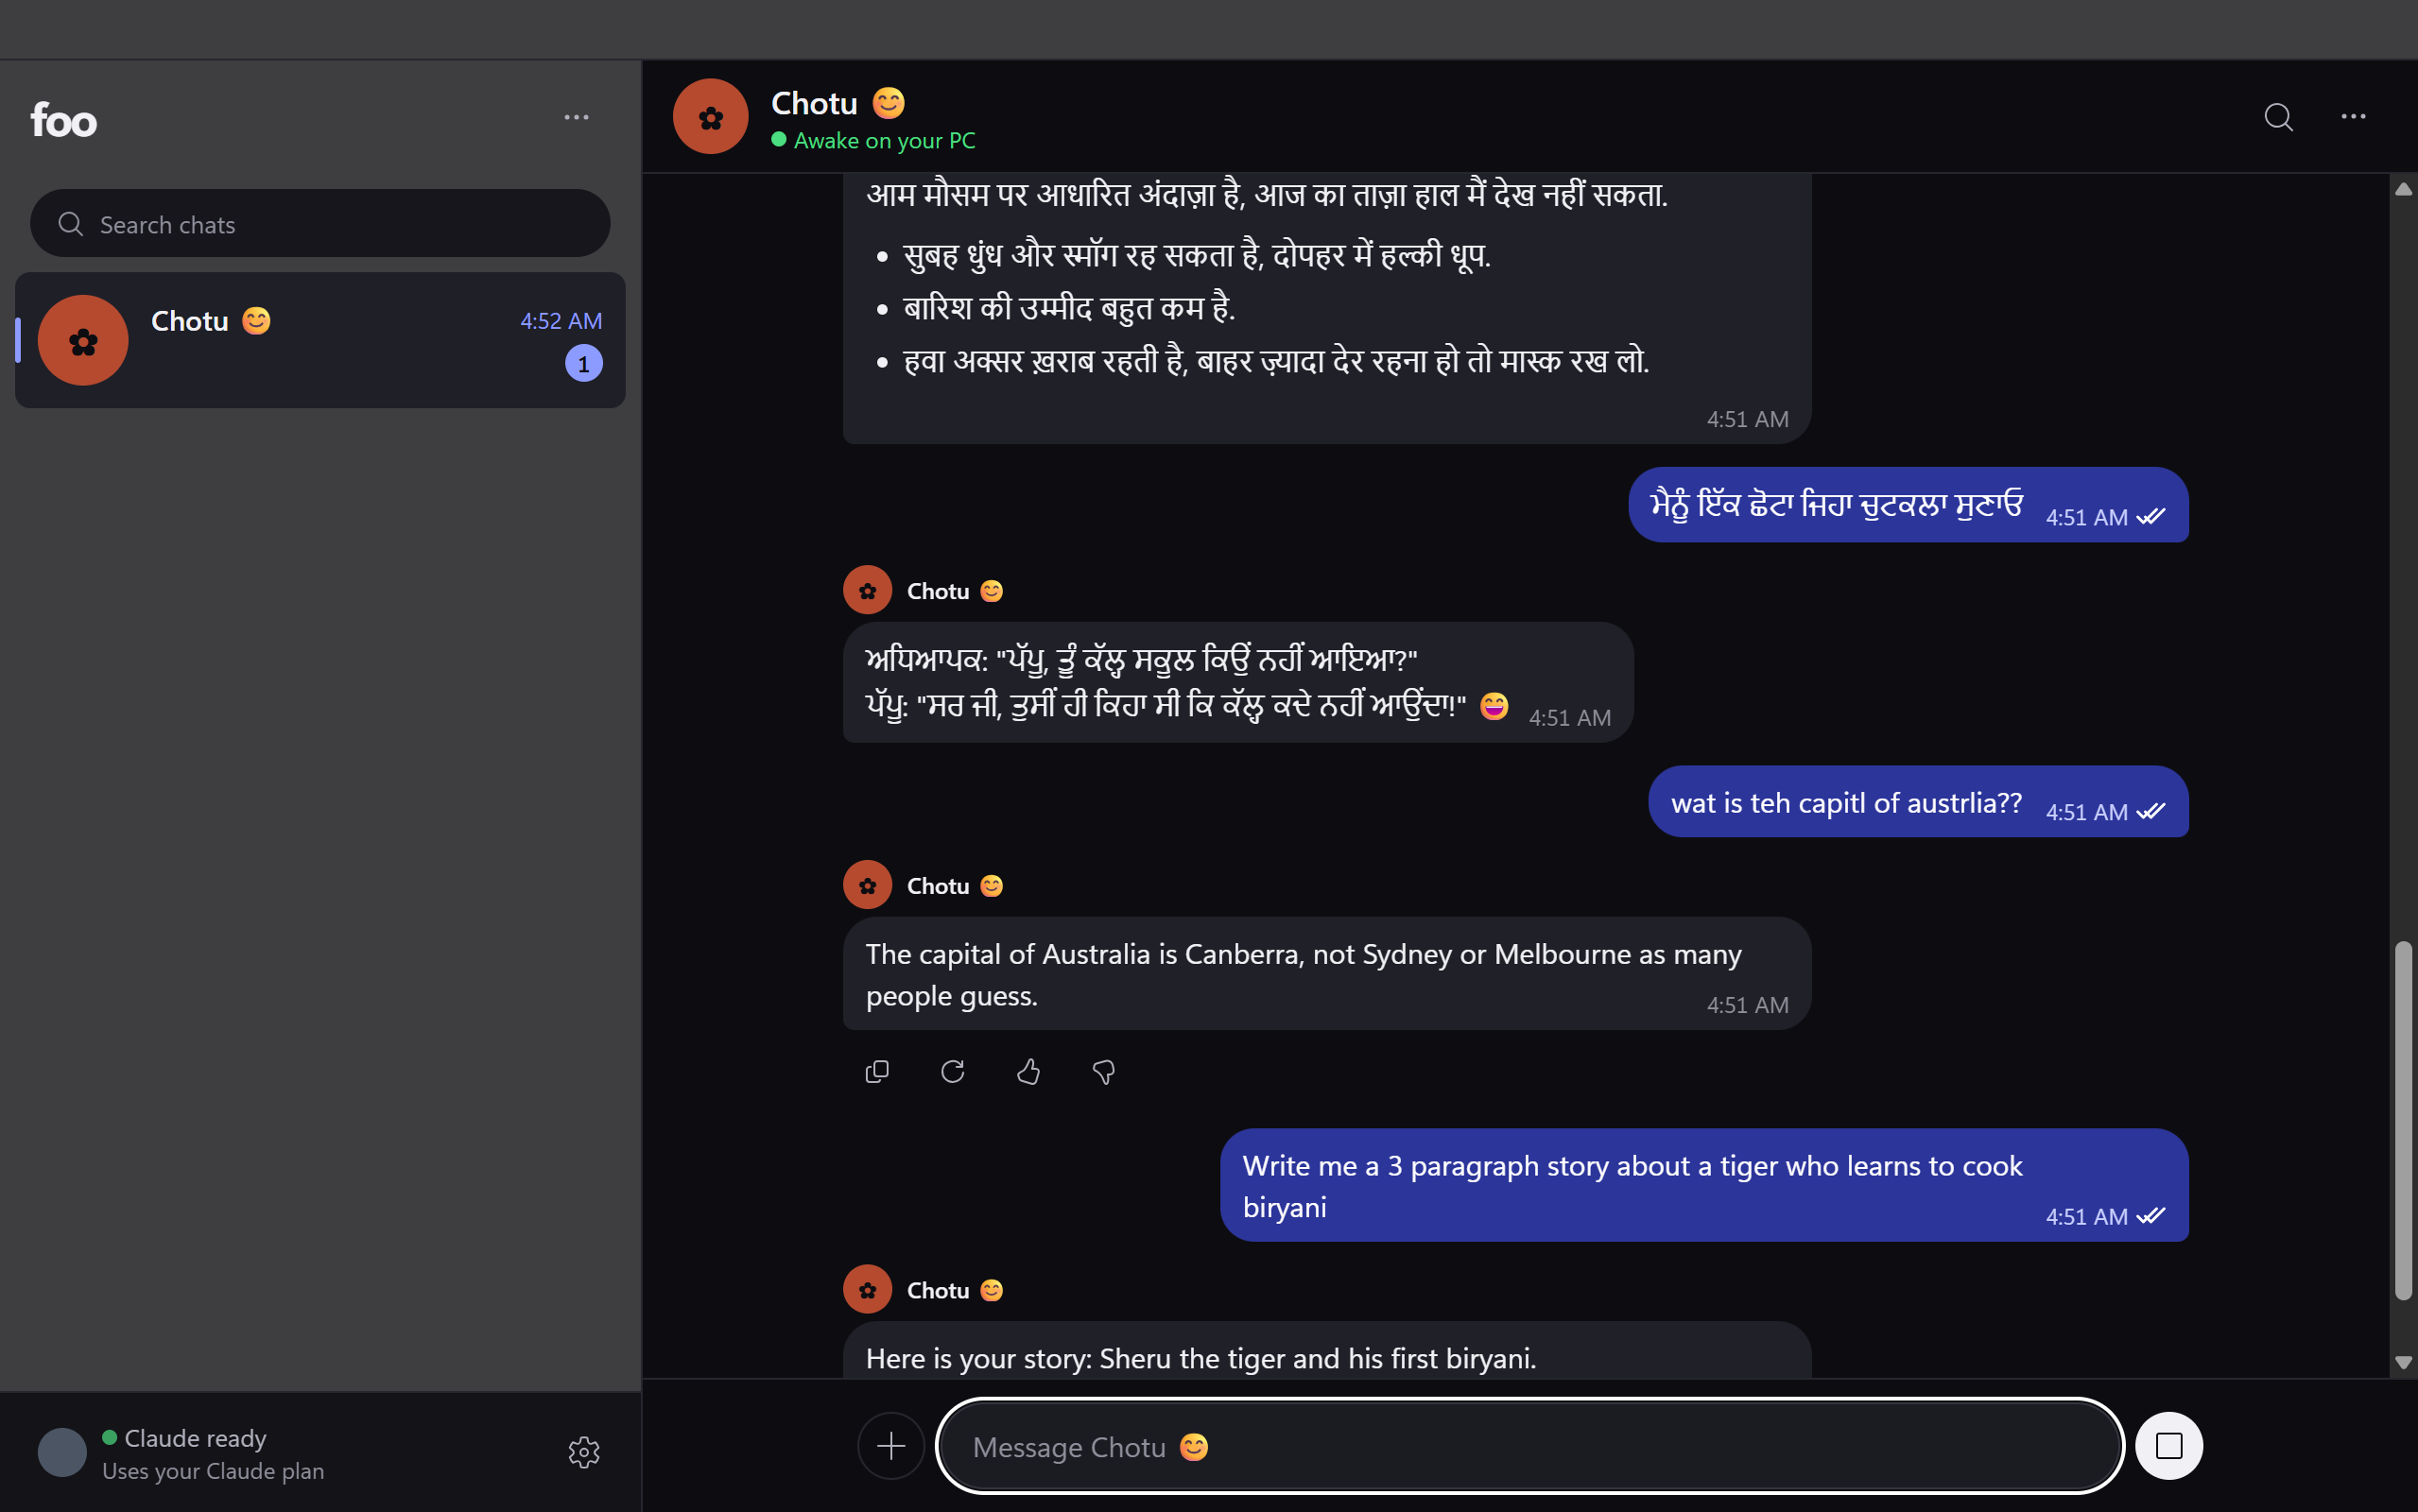 foo
Search chats
Chotu 😊
4:52 AM
1
Claude ready
Uses your Claude plan
Chotu 😊
Awake on your PC
आम मौसम पर आधारित अंदाज़ा है, आज का ताज़ा हाल मैं देख नहीं सकता.
• सुबह धुंध और स्मॉग रह सकता है, दोपहर में हल्की धूप.
• बारिश की उम्मीद बहुत कम है.
• हवा अक्सर ख़राब रहती है, बाहर ज़्यादा देर रहना हो तो मास्क रख लो.
4:51 AM
ਮੈਨੂੰ ਇੱਕ ਛੋਟਾ ਜਿਹਾ ਚੁਟਕਲਾ ਸੁਣਾਓ 4:51 AM
Chotu 😊
ਅਧਿਆਪਕ: "ਪੱਪੂ, ਤੂੰ ਕੱਲ੍ਹ ਸਕੂਲ ਕਿਉਂ ਨਹੀਂ ਆਇਆ?"
ਪੱਪੂ: "ਸਰ ਜੀ, ਤੁਸੀਂ ਹੀ ਕਿਹਾ ਸੀ ਕਿ ਕੱਲ੍ਹ ਕਦੇ ਨਹੀਂ ਆਉਂਦਾ!" 😄 4:51 AM
wat is teh capitl of austrlia?? 4:51 AM
Chotu 😊
The capital of Australia is Canberra, not Sydney or Melbourne as many
people guess. 4:51 AM
Write me a 3 paragraph story about a tiger who learns to cook
biryani 4:51 AM
Chotu 😊
Here is your story: Sheru the tiger and his first biryani.
Message Chotu 😊